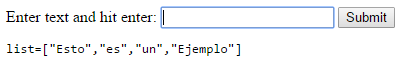 Enter text and hit enter: Submit
list=["Esto","es","un","Ejemplo"]